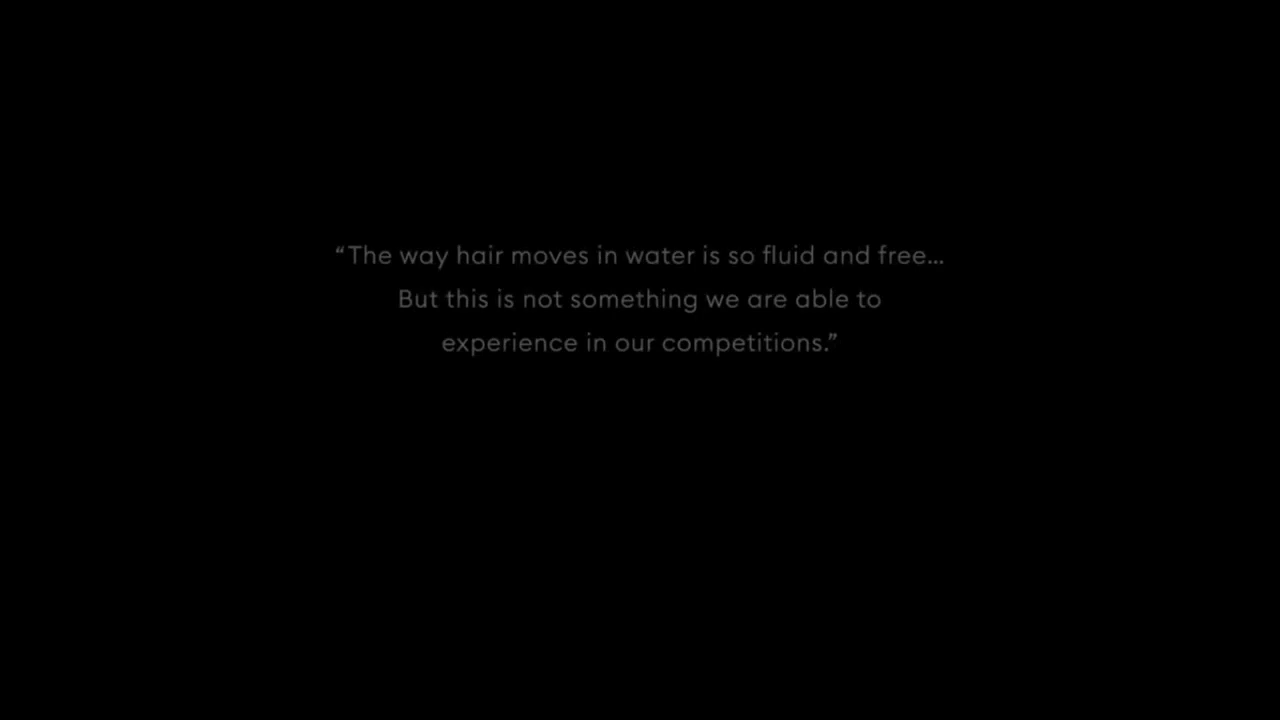 “The way hair moves in water is so fluid and free...
But this is not something we are able to
experience in our competitions.”